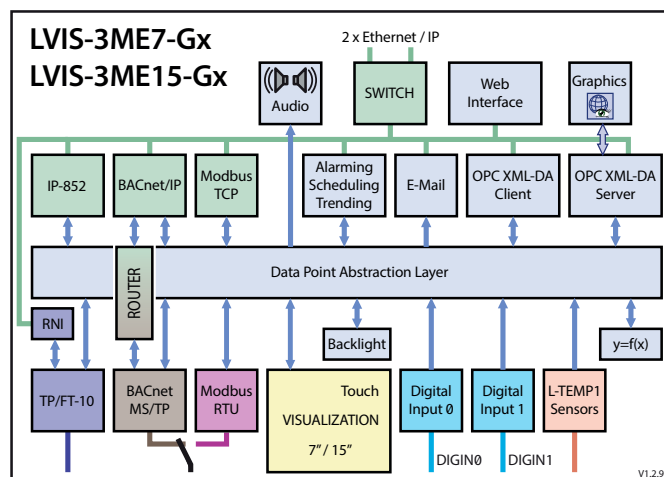 LVIS-3ME7-Gx
LVIS-3ME15-Gx
2 x Ethernet / IP
Audio
SWITCH
Web
Interface
Graphics
IP-852
BACnet/IP
Modbus
TCP
Alarming
Scheduling
Trending
E-Mail
OPC XML-DA
Client
OPC XML-DA
Server
Data Point Abstraction Layer
ROUTER
RNI
Backlight
y=f(x)
TP/FT-10
BACnet
MS/TP
Modbus
RTU
Touch
VISUALIZATION
7” / 15”
Digital
Input 0
Digital
Input 1
L-TEMP1
Sensors
DIGIN0
DIGIN1
V1.2.9